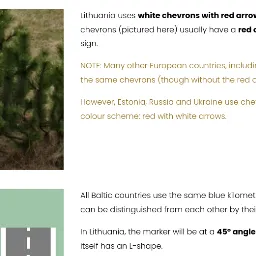 Lithuania uses white chevrons with red arrow
chevrons (pictured here) usually have a red
sign.
NOTE: Many other European countries, includin
the same chevrons (though without the red
However, Estonia, Russia and Ukraine use che
colour scheme: red with white arrows.
All Baltic countries use the same blue kilomet
can be distinguished from each other by thei
In Lithuania, the marker will be at a 45° angle
itself has an L-shape.